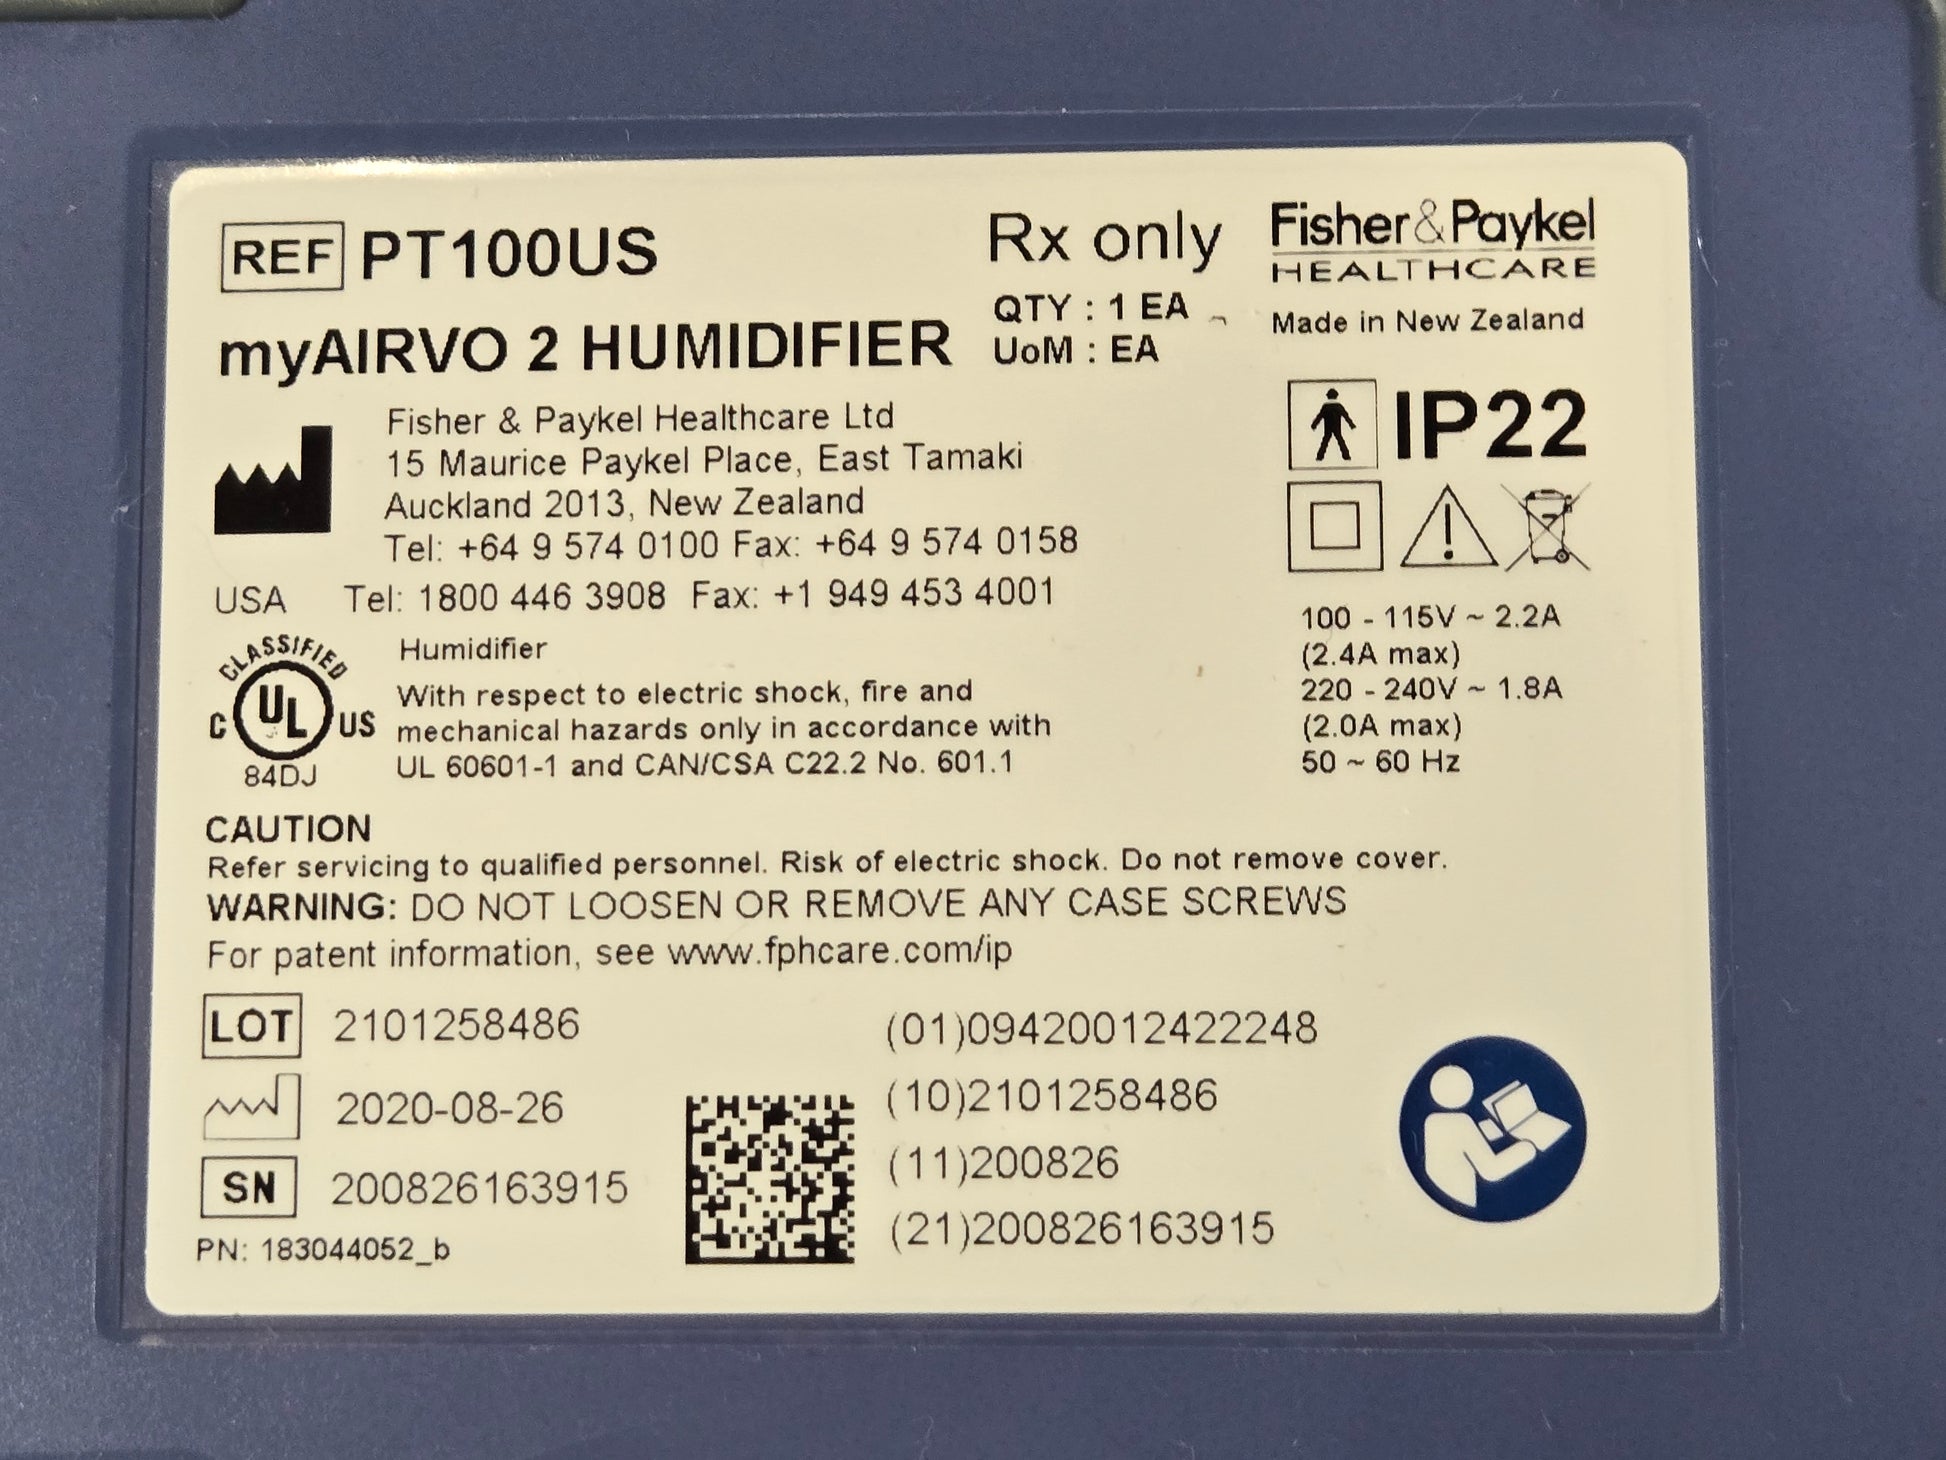 REF PT100US
Rx only
Fisher&Paykel
HEALTHCARE
myAIRVO 2 HUMIDIFIER
QTY : 1 EA
UoM : EA
Made in New Zealand
Fisher & Paykel Healthcare Ltd
15 Maurice Paykel Place, East Tamaki
Auckland 2013, New Zealand
Tel: +64 9 574 0100 Fax: +64 9 574 0158
USA Tel: 1800 446 3908 Fax: +1 949 453 4001
IP22
100 - 115V ~ 2.2A
(2.4A max)
220 - 240V ~ 1.8A
(2.0A max)
50 ~ 60 Hz
CLASSIFIED
C UL US
84DJ
Humidifier
With respect to electric shock, fire and
mechanical hazards only in accordance with
UL 60601-1 and CAN/CSA C22.2 No. 601.1
CAUTION
Refer servicing to qualified personnel. Risk of electric shock. Do not remove cover.
WARNING: DO NOT LOOSEN OR REMOVE ANY CASE SCREWS
For patent information, see www.fphcare.com/ip
LOT 2101258486
2020-08-26
SN 200826163915
PN: 183044052_b
(01)09420012422248
(10)2101258486
(11)200826
(21)200826163915